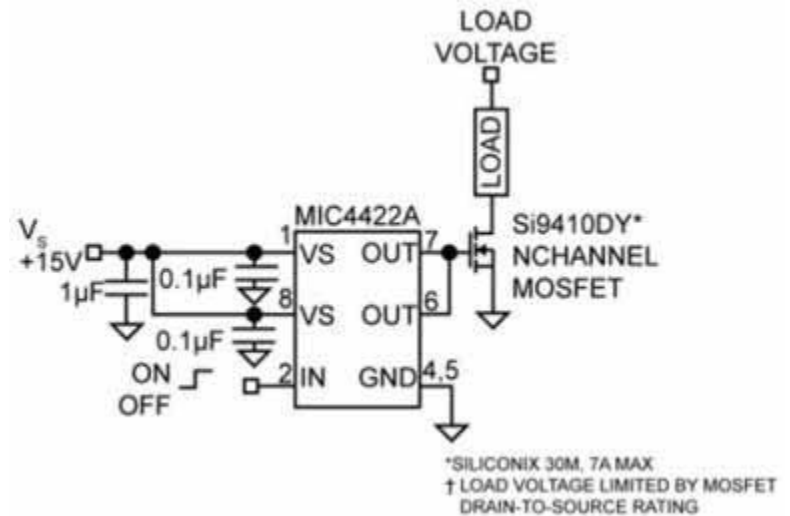 LOAD
VOLTAGE
LOAD
MIC4422A
Si9410DY*
NCHANNEL
MOSFET
VS
+15V
1µF
0.1µF
0.1µF
1
VS
OUT
7
8
VS
OUT
6
ON
OFF
2
IN
GND
4,5
*SILICONIX 30M, 7A MAX
† LOAD VOLTAGE LIMITED BY MOSFET
DRAIN-TO-SOURCE RATING